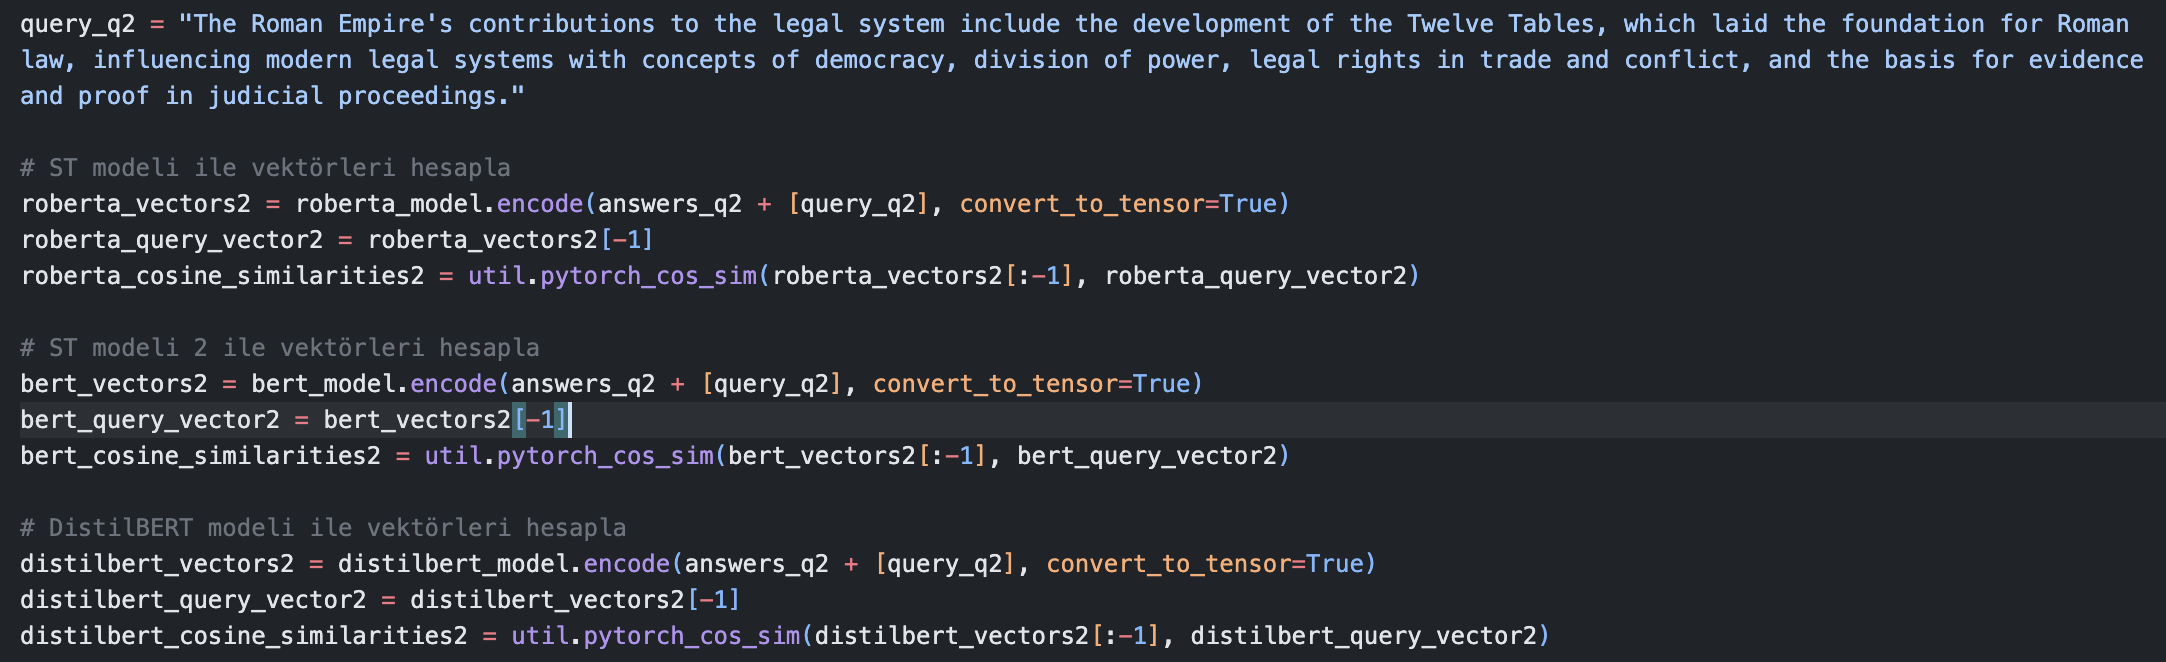 query_q2 = "The Roman Empire's contributions to the legal system include the development of the Twelve Tables, which laid the foundation for Roman
law, influencing modern legal systems with concepts of democracy, division of power, legal rights in trade and conflict, and the basis for evidence
and proof in judicial proceedings."
# ST modeli ile vektörleri hesapla
roberta_vectors2 = roberta_model.encode(answers_q2 + [query_q2], convert_to_tensor=True)
roberta_query_vector2 = roberta_vectors2[-1]
roberta_cosine_similarities2 = util.pytorch_cos_sim(roberta_vectors2[:-1], roberta_query_vector2)
# ST modeli 2 ile vektörleri hesapla
bert_vectors2 = bert_model.encode(answers_q2 + [query_q2], convert_to_tensor=True)
bert_query_vector2 = bert_vectors2[-1]
bert_cosine_similarities2 = util.pytorch_cos_sim(bert_vectors2[:-1], bert_query_vector2)
# DistilBERT modeli ile vektörleri hesapla
distilbert_vectors2 = distilbert_model.encode(answers_q2 + [query_q2], convert_to_tensor=True)
distilbert_query_vector2 = distilbert_vectors2[-1]
distilbert_cosine_similarities2 = util.pytorch_cos_sim(distilbert_vectors2[:-1], distilbert_query_vector2)